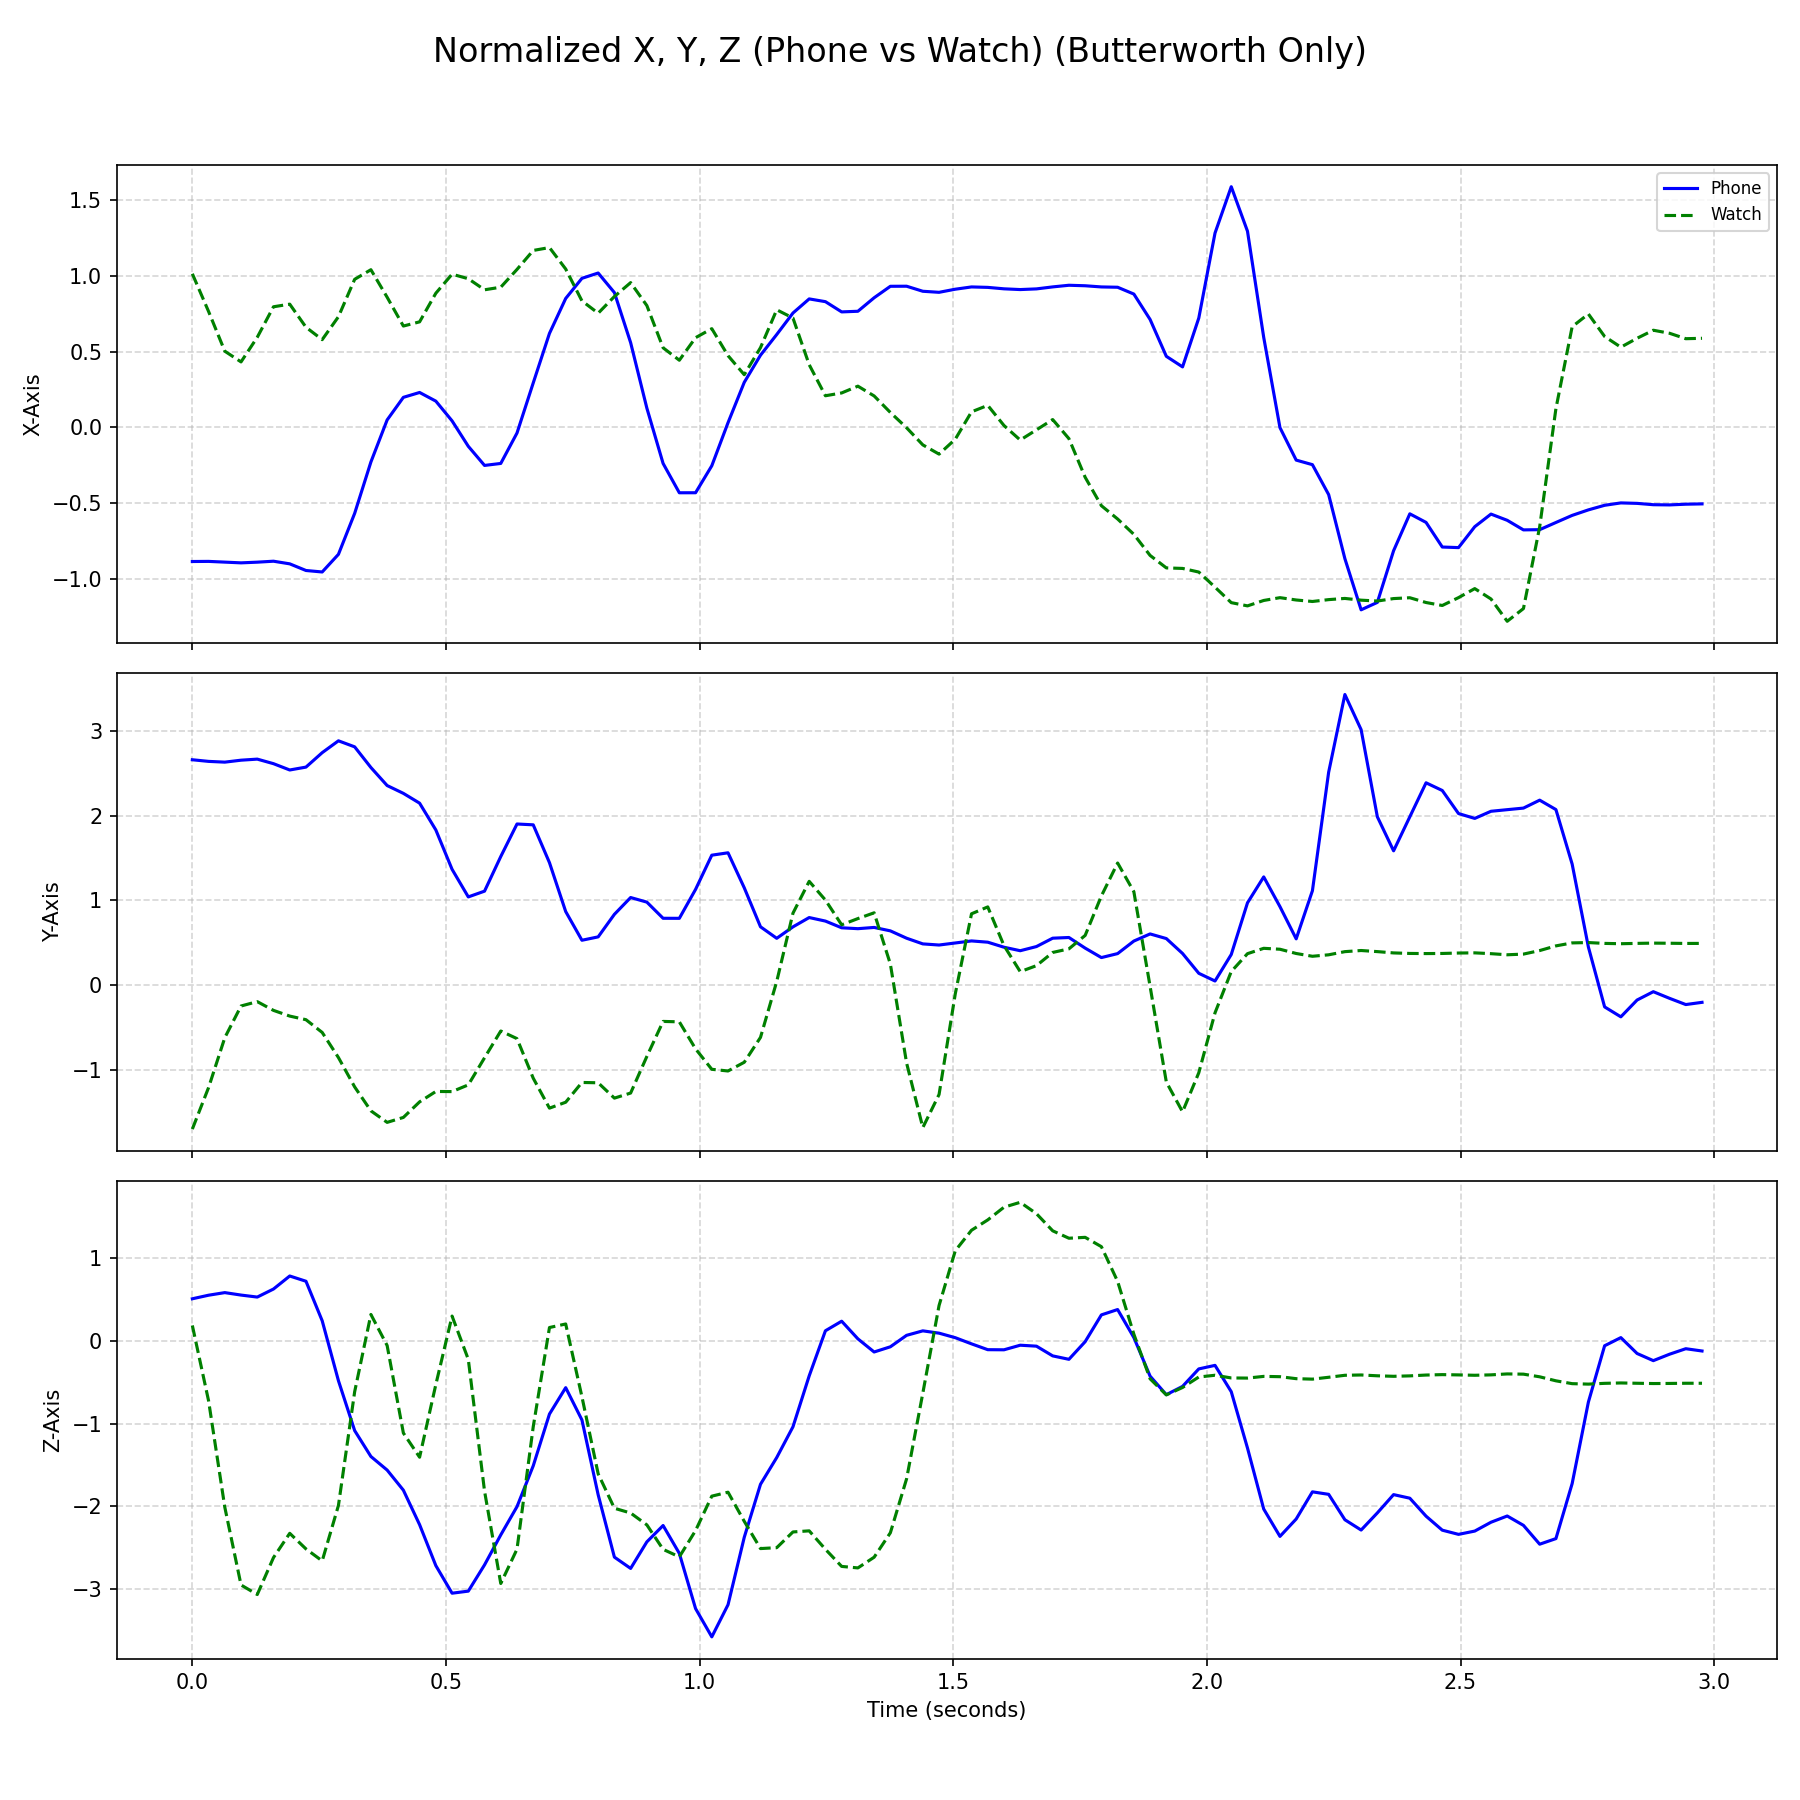 Normalized X, Y, Z (Phone vs Watch) (Butterworth Only)
Phone
Watch
1.5
1.0
0.5
0.0
−0.5
−1.0
X-Axis
3
2
1
0
−1
Y-Axis
1
0
−1
−2
−3
Z-Axis
0.0 0.5 1.0 1.5 2.0 2.5 3.0
Time (seconds)